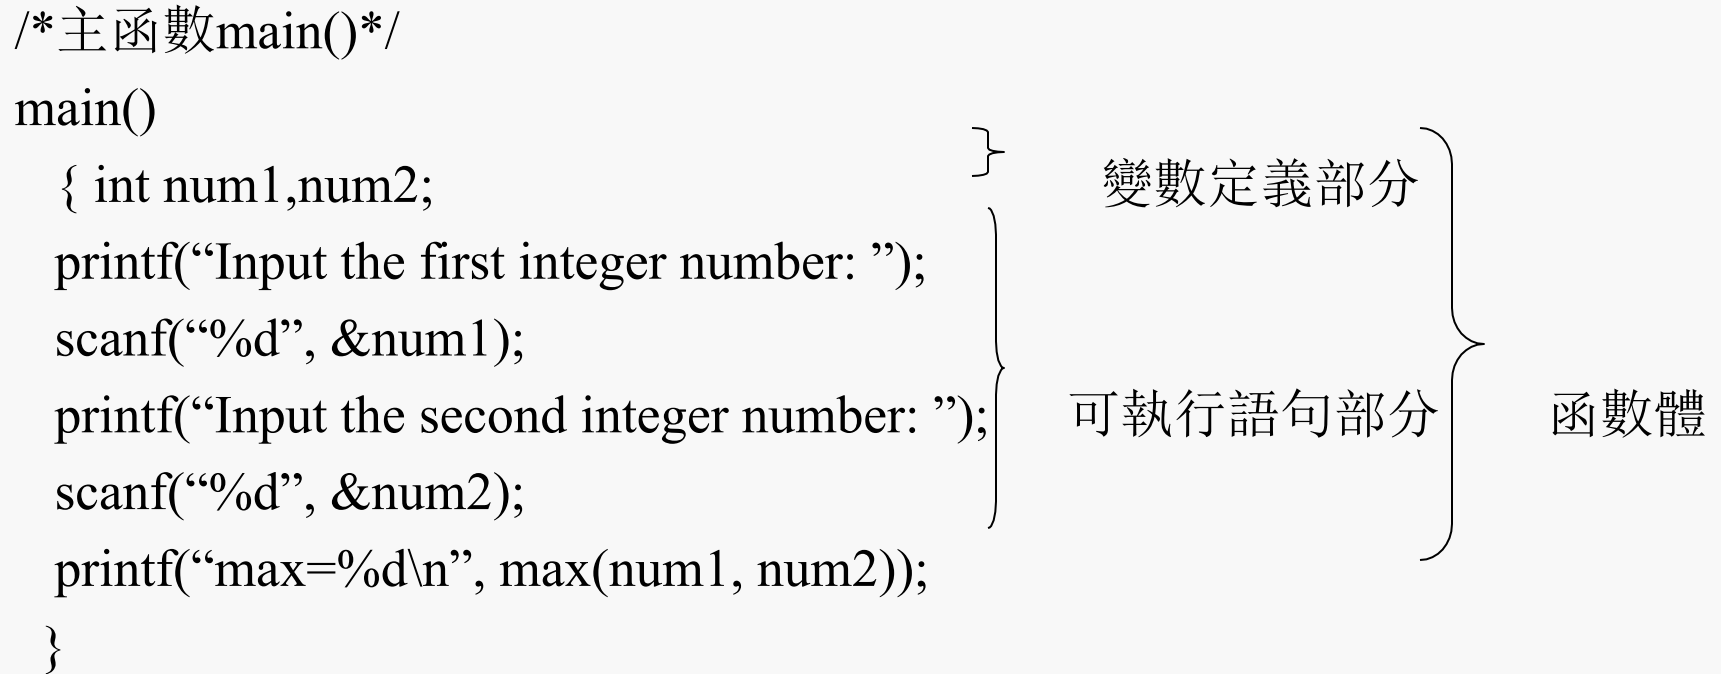 /*主函數main()*/
main()
{ int num1,num2; 變數定義部分
printf(“Input the first integer number: ”);
scanf(“%d”, &num1);
printf(“Input the second integer number: ”); 可執行語句部分 函數體
scanf(“%d”, &num2);
printf(“max=%d\n”, max(num1, num2));
}